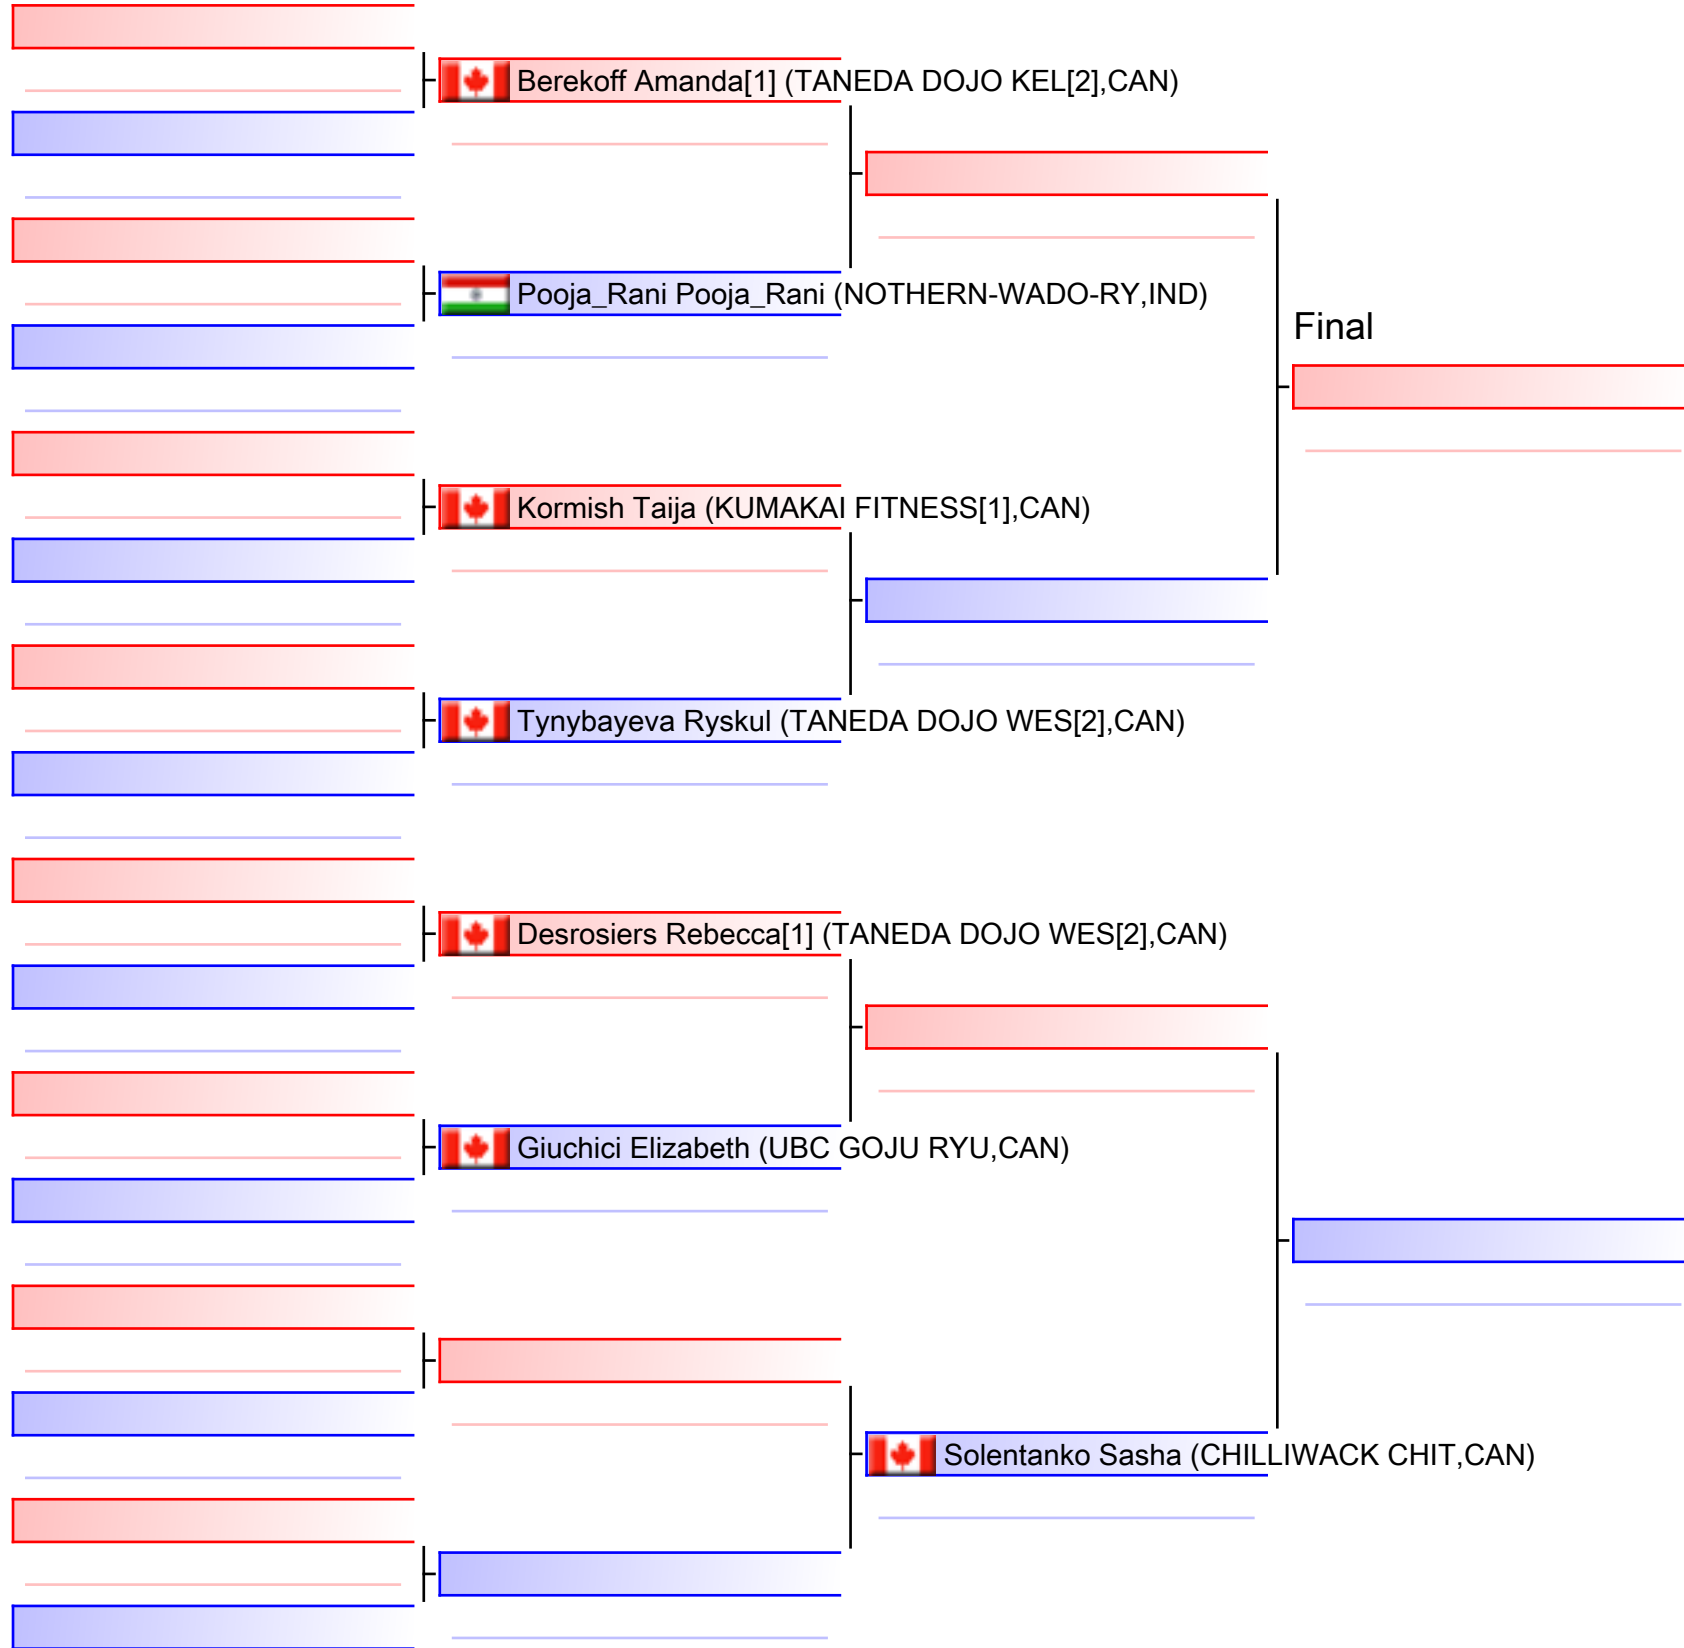 Berekoff Amanda[1] (TANEDA DOJO KEL[2],CAN)
Pooja_Rani Pooja_Rani (NOTHERN-WADO-RY,IND)
Final
Kormish Taija (KUMAKAI FITNESS[1],CAN)
Tynybayeva Ryskul (TANEDA DOJO WES[2],CAN)
Desrosiers Rebecca[1] (TANEDA DOJO WES[2],CAN)
Giuchici Elizabeth (UBC GOJU RYU,CAN)
Solentanko Sasha (CHILLIWACK CHIT,CAN)